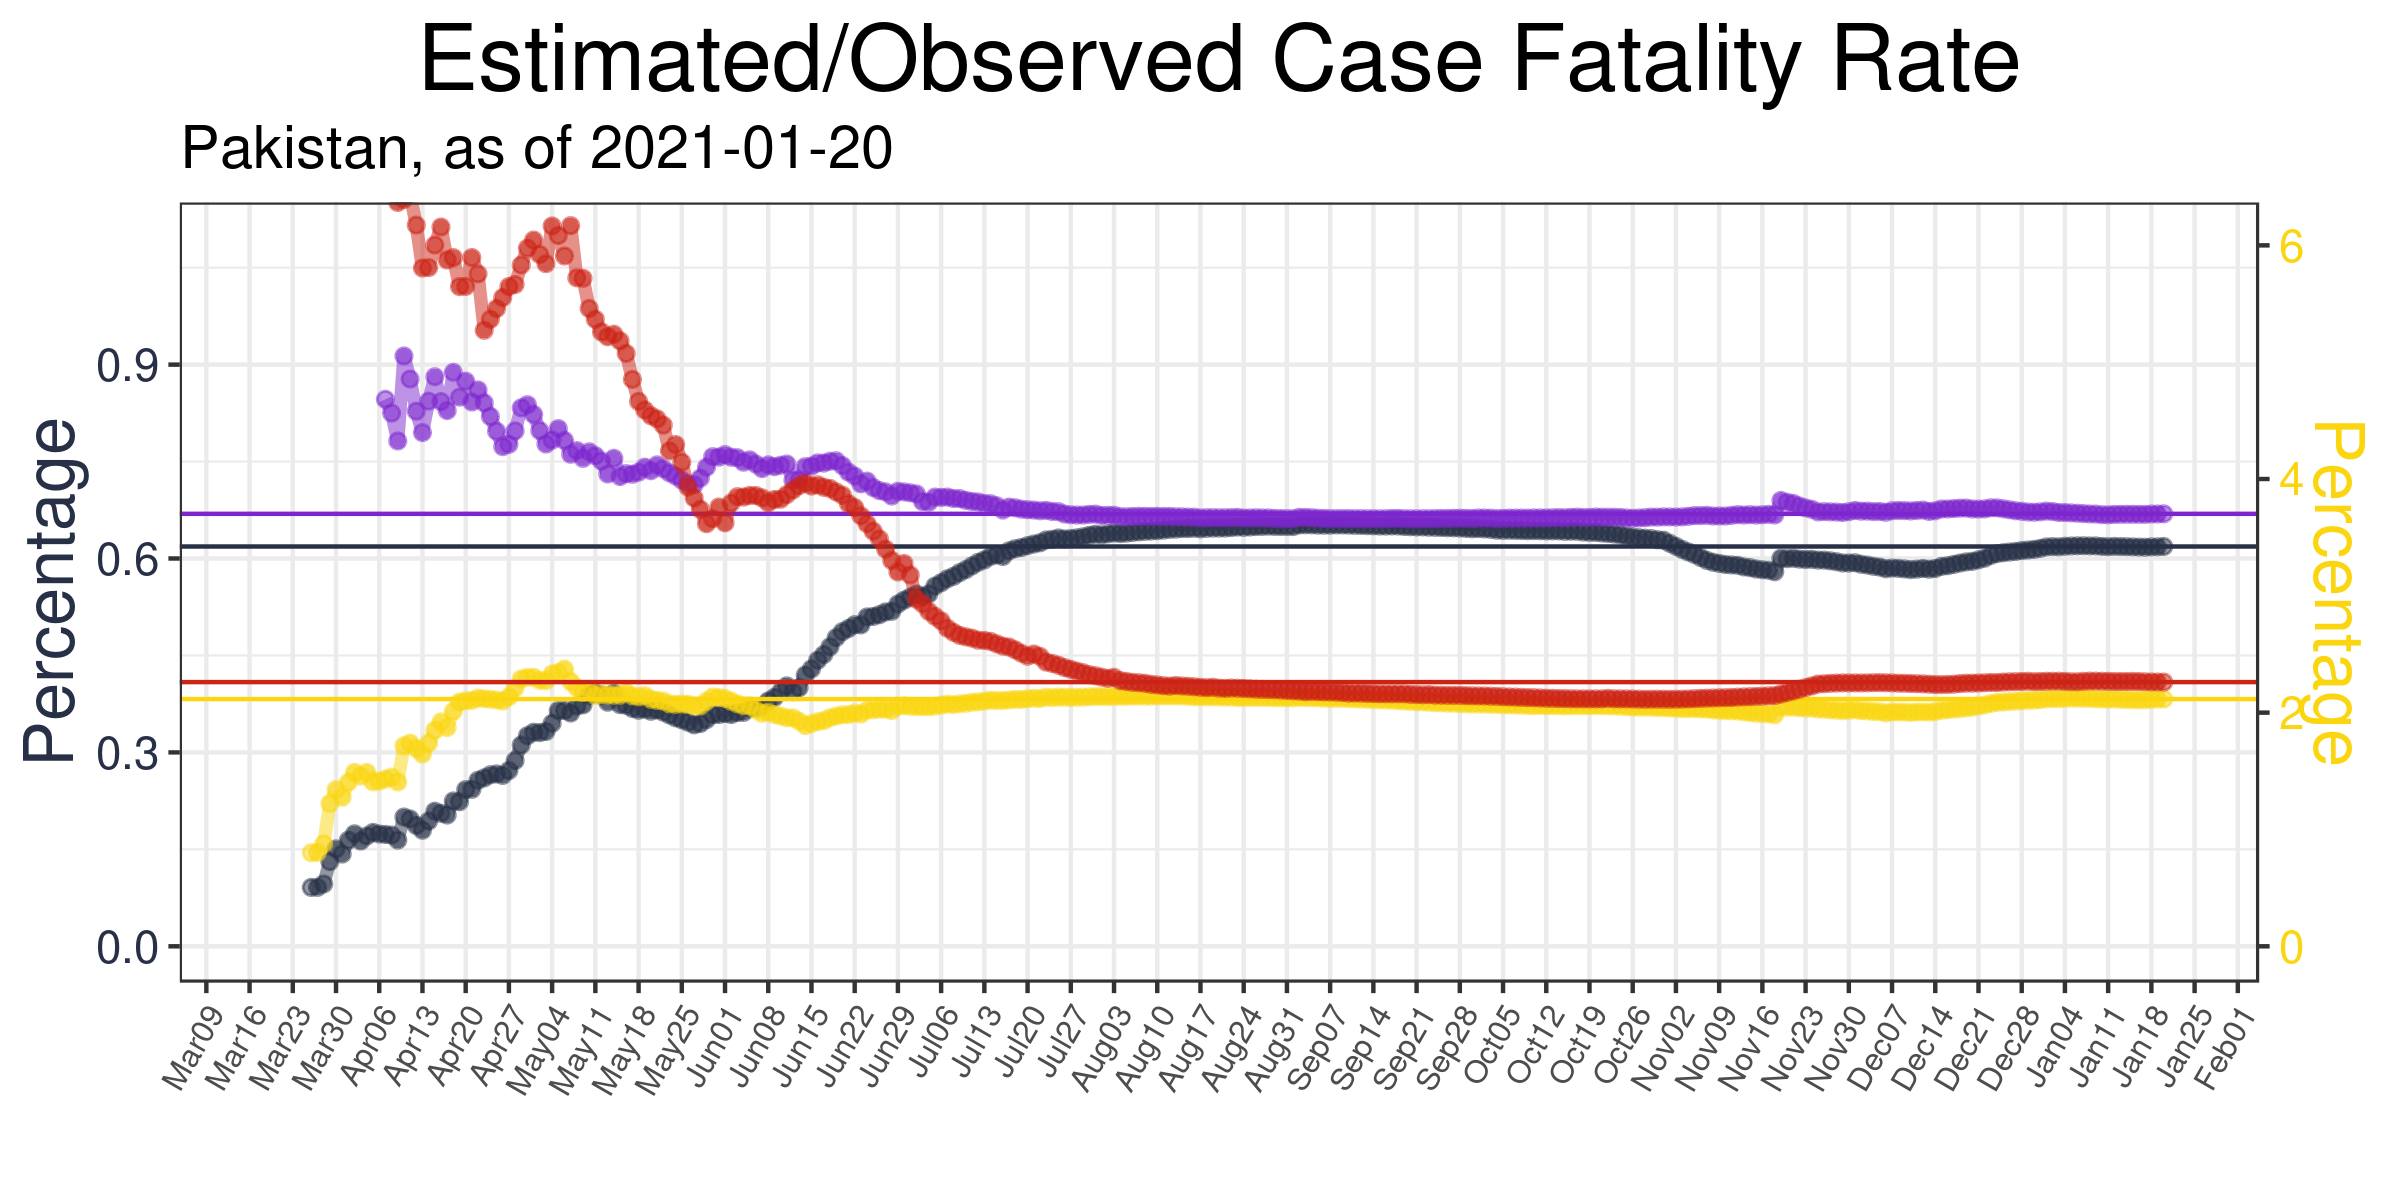 Estimated/Observed Case Fatality Rate
Pakistan, as of 2021-01-20
Percentage
0.9
0.6
0.3
0.0
6
4
2
0
Percentage
Mar09
Mar16
Mar23
Mar30
Apr06
Apr13
Apr20
Apr27
May04
May11
May18
May25
Jun01
Jun08
Jun15
Jun22
Jun29
Jul06
Jul13
Jul20
Jul27
Aug03
Aug10
Aug17
Aug24
Aug31
Sep07
Sep14
Sep21
Sep28
Oct05
Oct12
Oct19
Oct26
Nov02
Nov09
Nov16
Nov23
Nov30
Dec07
Dec14
Dec21
Dec28
Jan04
Jan11
Jan18
Jan25
Feb01